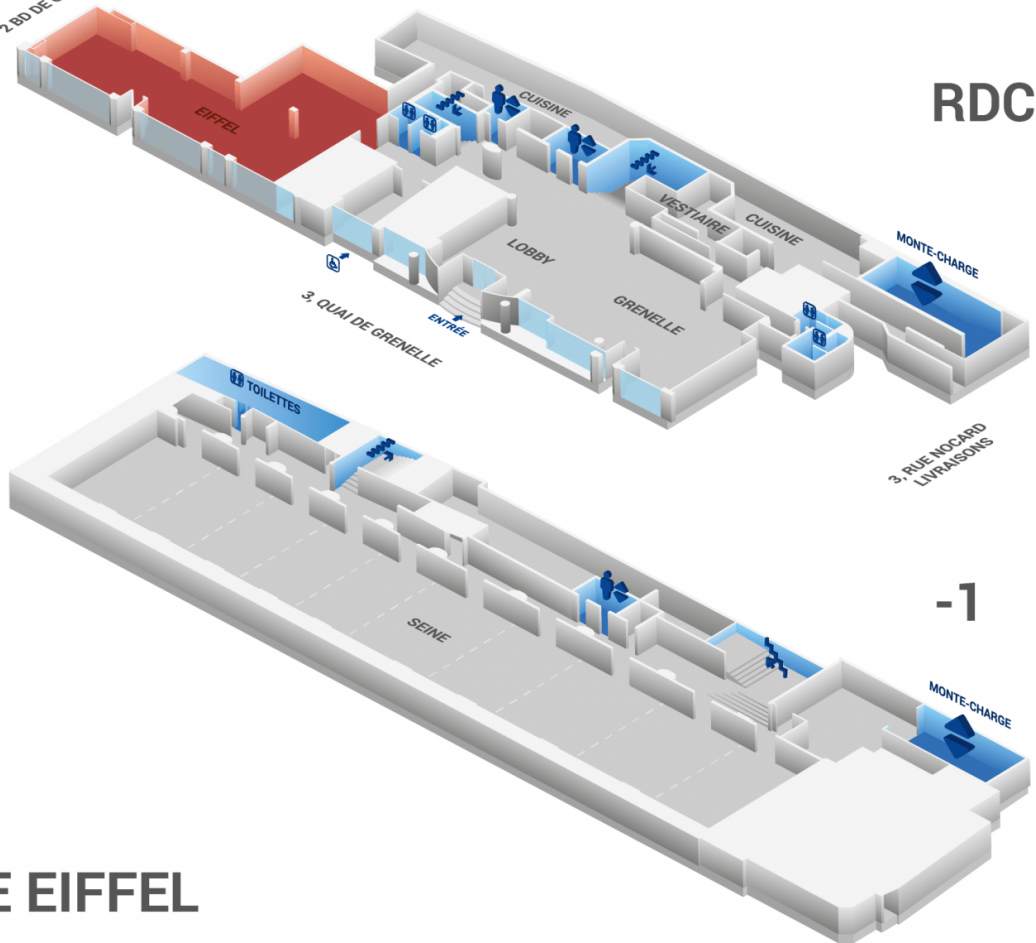 2 BD DE
RDC
EIFFEL
CUISINE
VESTIAIRE
CUISINE
MONTE-CHARGE
LOBBY
GRENELLE
ENTRÉE
3, QUAI DE GRENELLE
3, RUE NOCARD
LIVRAISONS
TOILETTES
-1
SEINE
MONTE-CHARGE
E EIFFEL